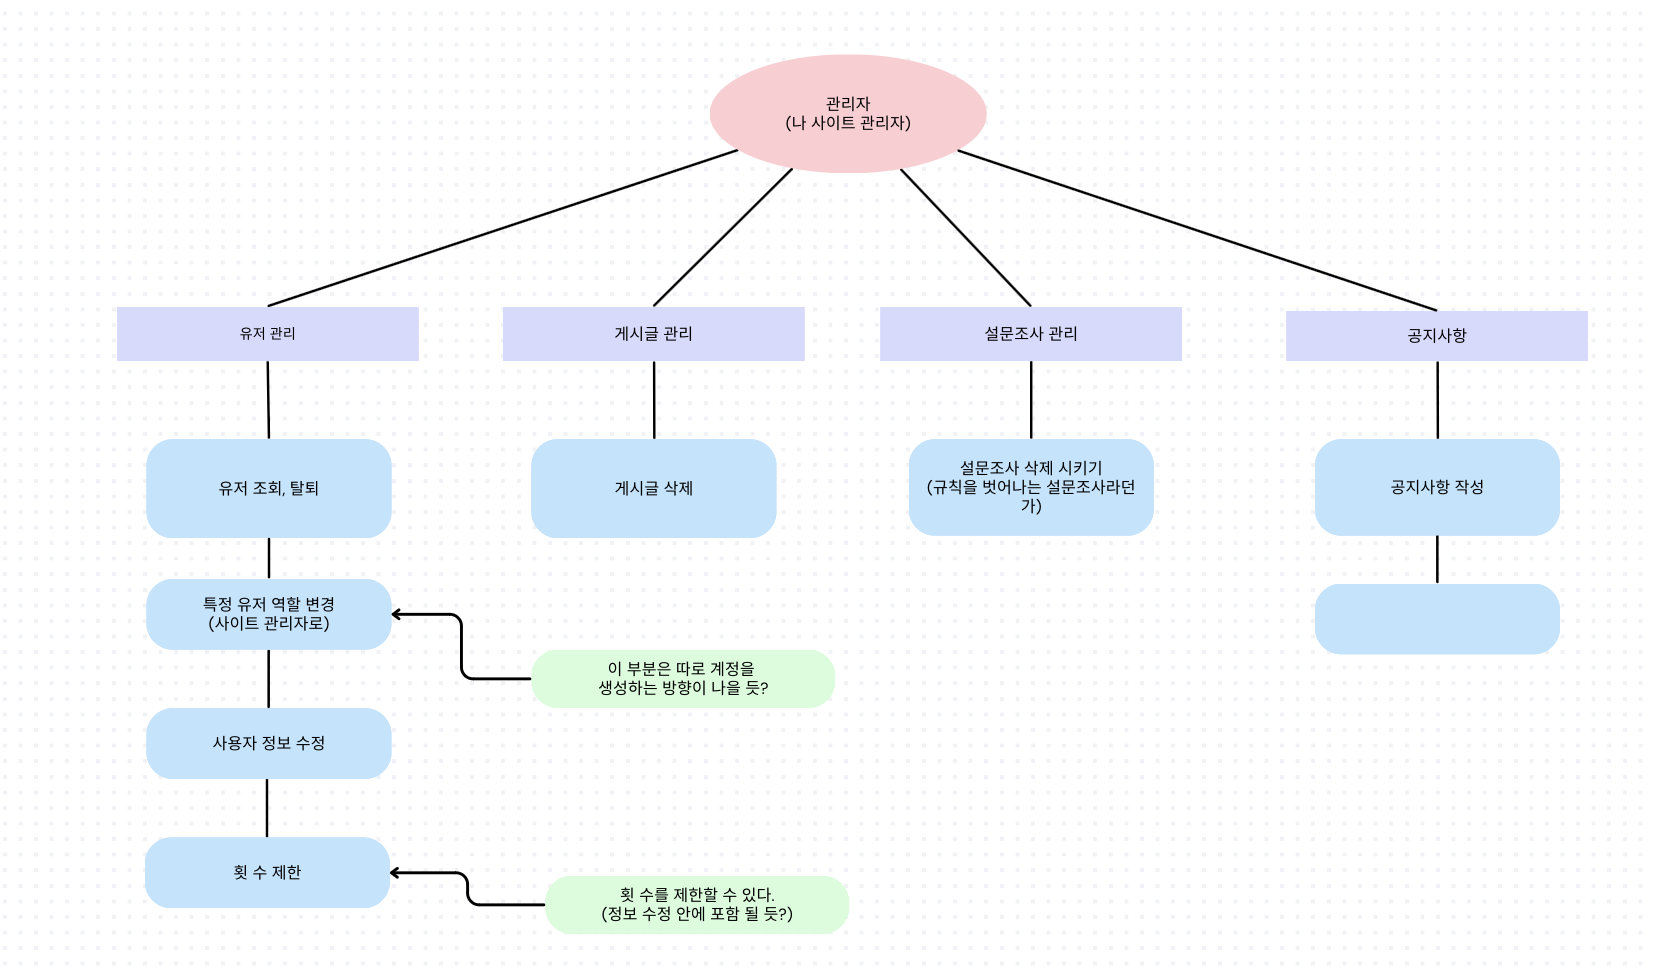 관리자
(나 사이트 관리자)
유저 관리
게시글 관리
설문조사 관리
공지사항
유저 조회, 탈퇴
게시글 삭제
설문조사 삭제 시키기
(규칙을 벗어나는 설문조사라던
가)
공지사항 작성
특정 유저 역할 변경
(사이트 관리자로)
이 부분은 따로 계정을
생성하는 방향이 나을 듯?
사용자 정보 수정
횟 수 제한
횟 수를 제한할 수 있다.
(정보 수정 안에 포함 될 듯?)